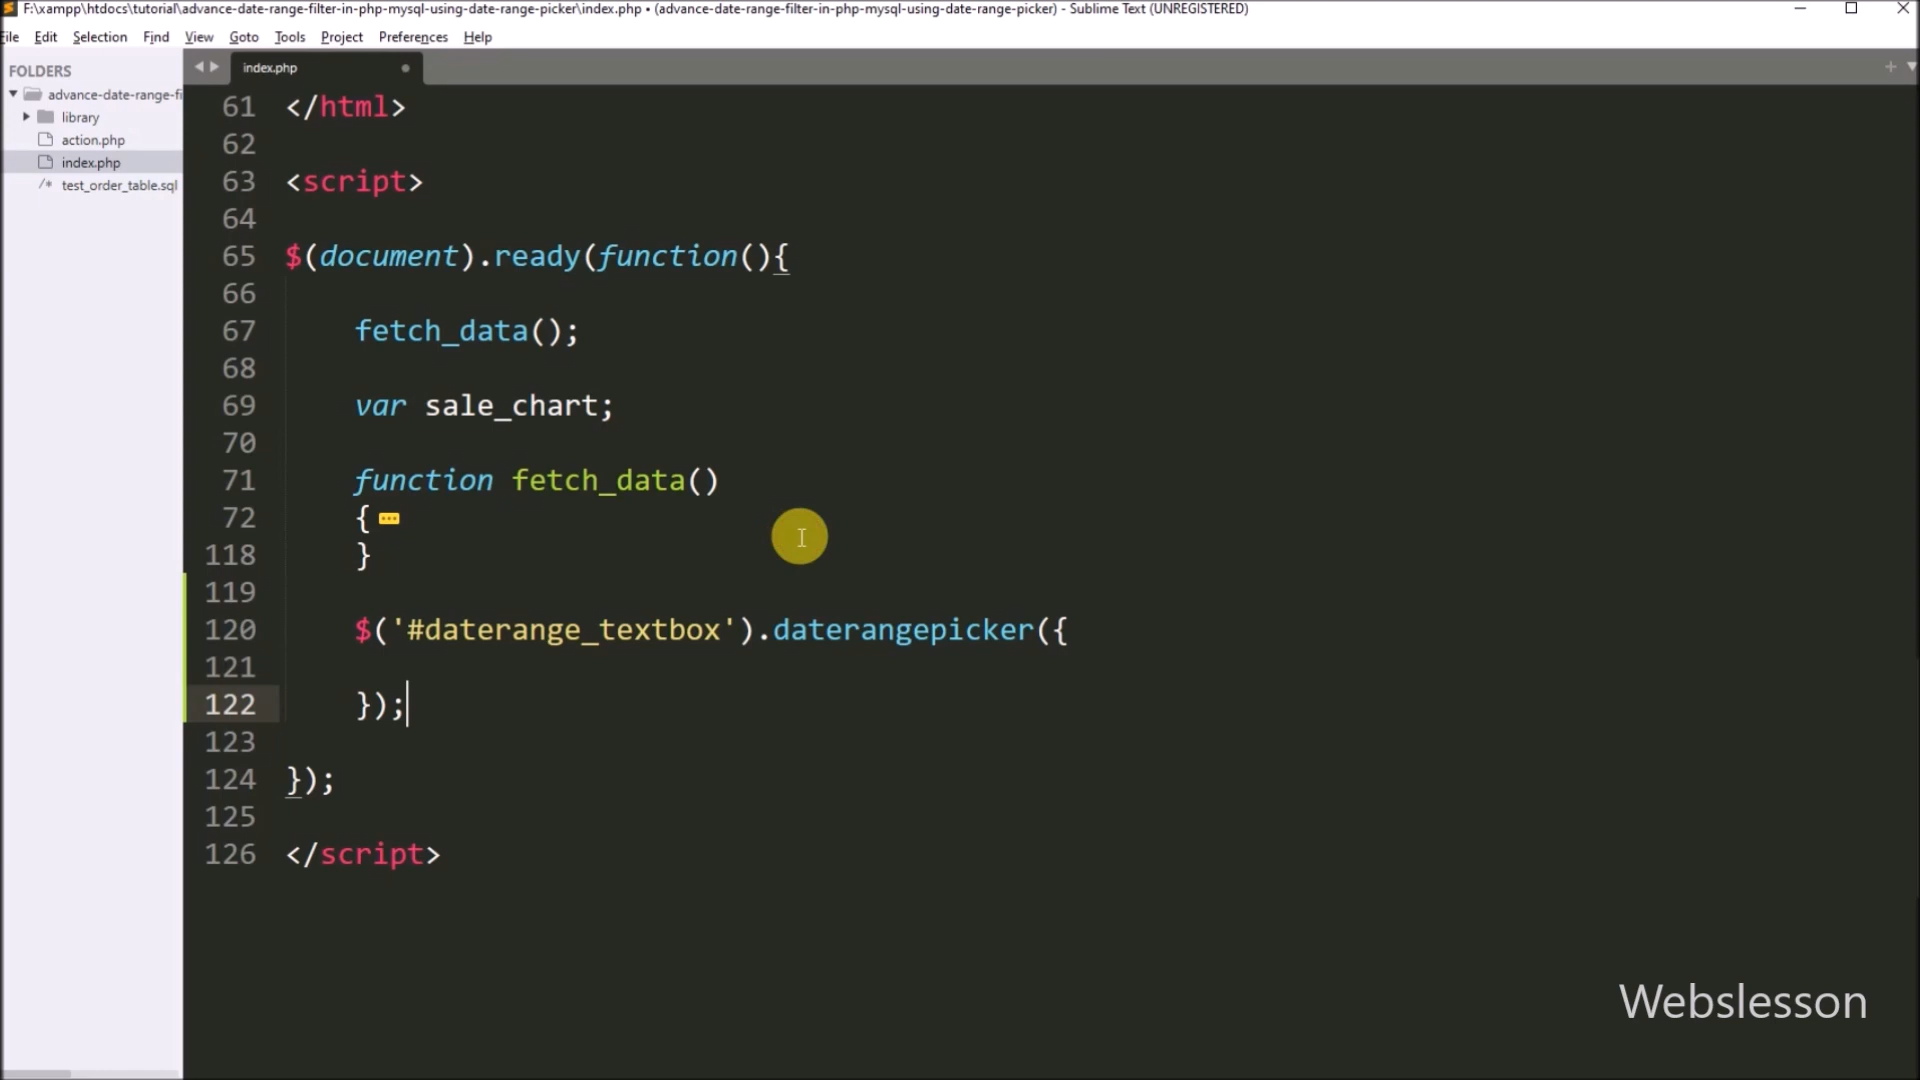 F:\xampp\htdocs\tutorial\advance-date-range-filter-in-php-mysql-using-date-range-picker\index.php • (advance-date-range-filter-in-php-mysql-using-date-range-picker) - Sublime Text (UNREGISTERED)
ile Edit Selection Find View Goto Tools Project Preferences Help
FOLDERS
advance-date-range-fi
library
action.php
index.php
test_order_table.sql
index.php
61 </html>
62
63 <script>
64
65 $(document).ready(function(){
66
67 fetch_data();
68
69 var sale_chart;
70
71 function fetch_data()
72 {
118 }
119
120 $('#daterange_textbox').daterangepicker({
121
122 });
123
124 });
125
126 </script>
Webslesson